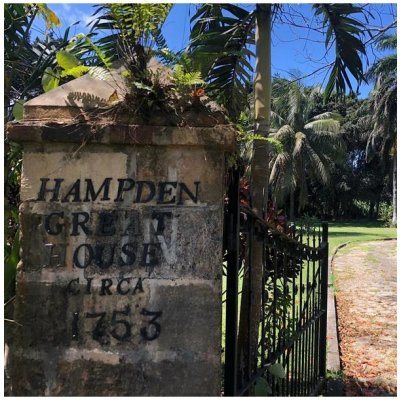 HAMPDEN
GREAT
HOUSE
CIRCA
1753